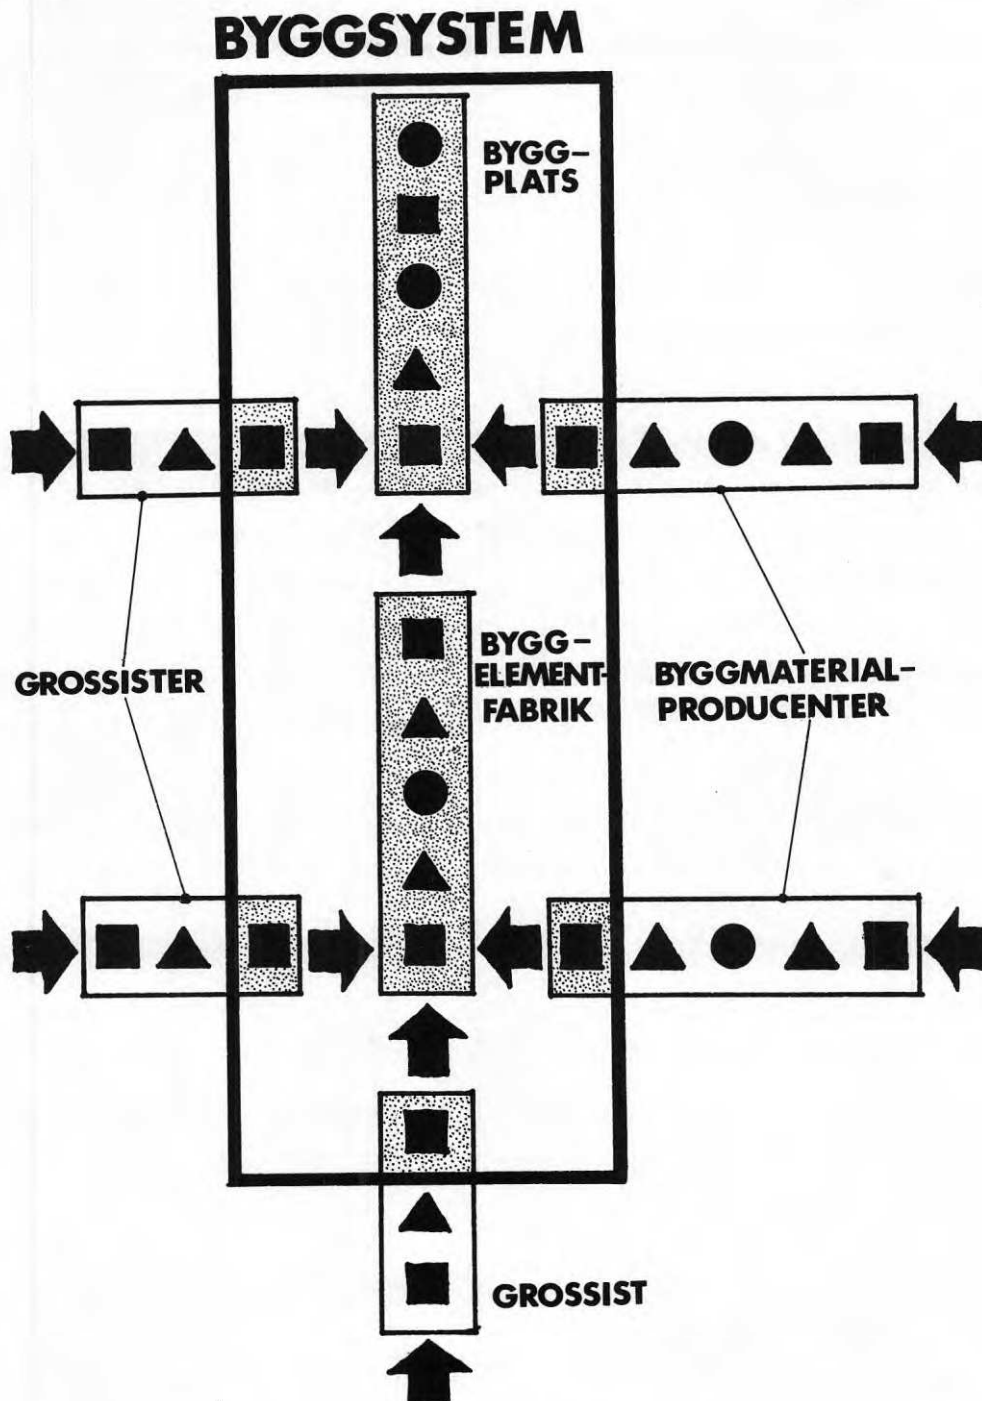 BYGGSYSTEM
BYGG-
PLATS
GROSSISTER
BYGG-
ELEMENT-
FABRIK
BYGGMATERIAL-
PRODUCENTER
GROSSIST